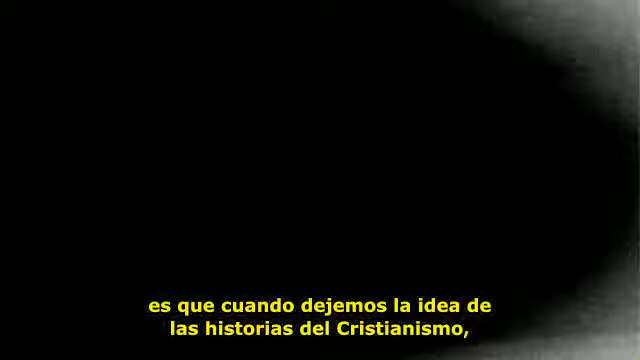 es que cuando dejemos la idea de
las historias del Cristianismo,